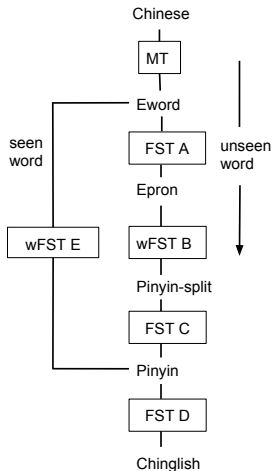 Chinese
MT
Eword
seen
word
FST A
unseen
word
Epron
wFST E
wFST B
Pinyin-split
FST C
Pinyin
FST D
Chinglish